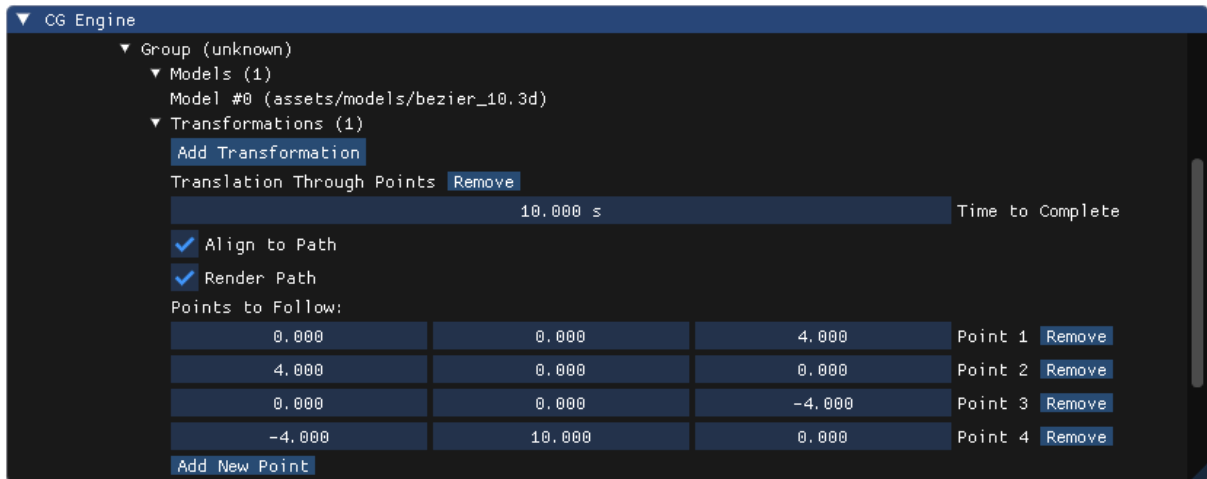 CG Engine
Group (unknown)
Models (1)
Model #0 (assets/models/bezier_10.3d)
Transformations (1)
Add Transformation
Translation Through Points Remove
10.000 s Time to Complete
Align to Path
Render Path
Points to Follow:
0.000 0.000 4.000 Point 1 Remove
4.000 0.000 0.000 Point 2 Remove
0.000 0.000 -4.000 Point 3 Remove
-4.000 10.000 0.000 Point 4 Remove
Add New Point